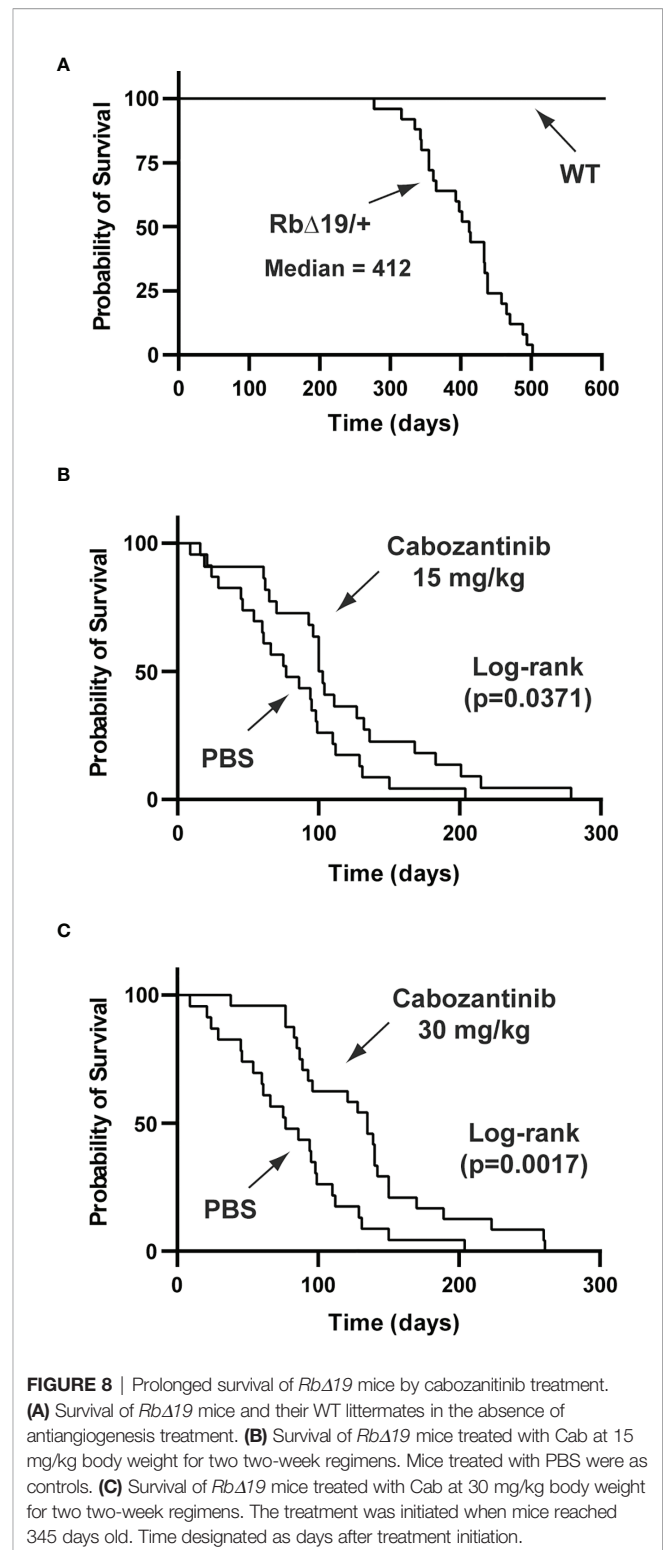 A
Probability of Survival
100
75
50
25
0
WT
RbΔ19/+
Median = 412
0 100 200 300 400 500 600
Time (days)
B
Probability of Survival
100
50
0
Cabozantinib
15 mg/kg
Log-rank
(p=0.0371)
PBS
0 100 200 300
Time (days)
C
Probability of Survival
100
50
0
Cabozantinib
30 mg/kg
Log-rank
(p=0.0017)
PBS
0 100 200 300
Time (days)
FIGURE 8 | Prolonged survival of RbΔ19 mice by cabozanitinib treatment.
(A) Survival of RbΔ19 mice and their WT littermates in the absence of
antiangiogenesis treatment. (B) Survival of RbΔ19 mice treated with Cab at 15
mg/kg body weight for two two-week regimens. Mice treated with PBS were as
controls. (C) Survival of RbΔ19 mice treated with Cab at 30 mg/kg body weight
for two two-week regimens. The treatment was initiated when mice reached
345 days old. Time designated as days after treatment initiation.